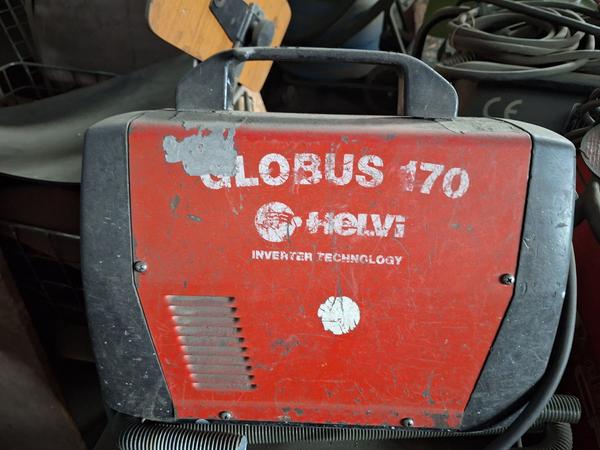 GLOBUS 170
HELVi
INVERTER TECHNOLOGY
CE